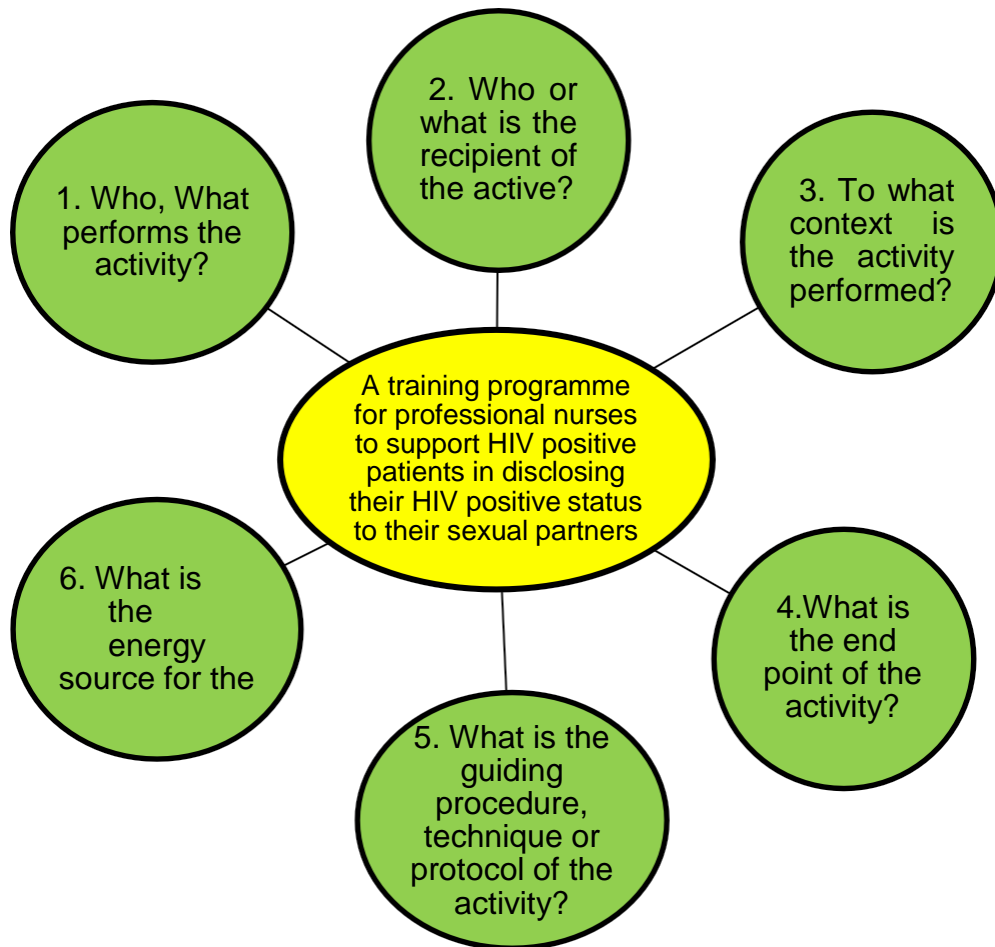 1. Who, What
performs the
activity?
2. Who or
what is the
recipient of
the active?
3. To what
context is
the activity
performed?
A training programme
for professional nurses
to support HIV positive
patients in disclosing
their HIV positive status
to their sexual partners
4.What is
the end
point of the
activity?
5. What is the
guiding
procedure,
technique or
protocol of the
activity?
6. What is
the
energy
source for the